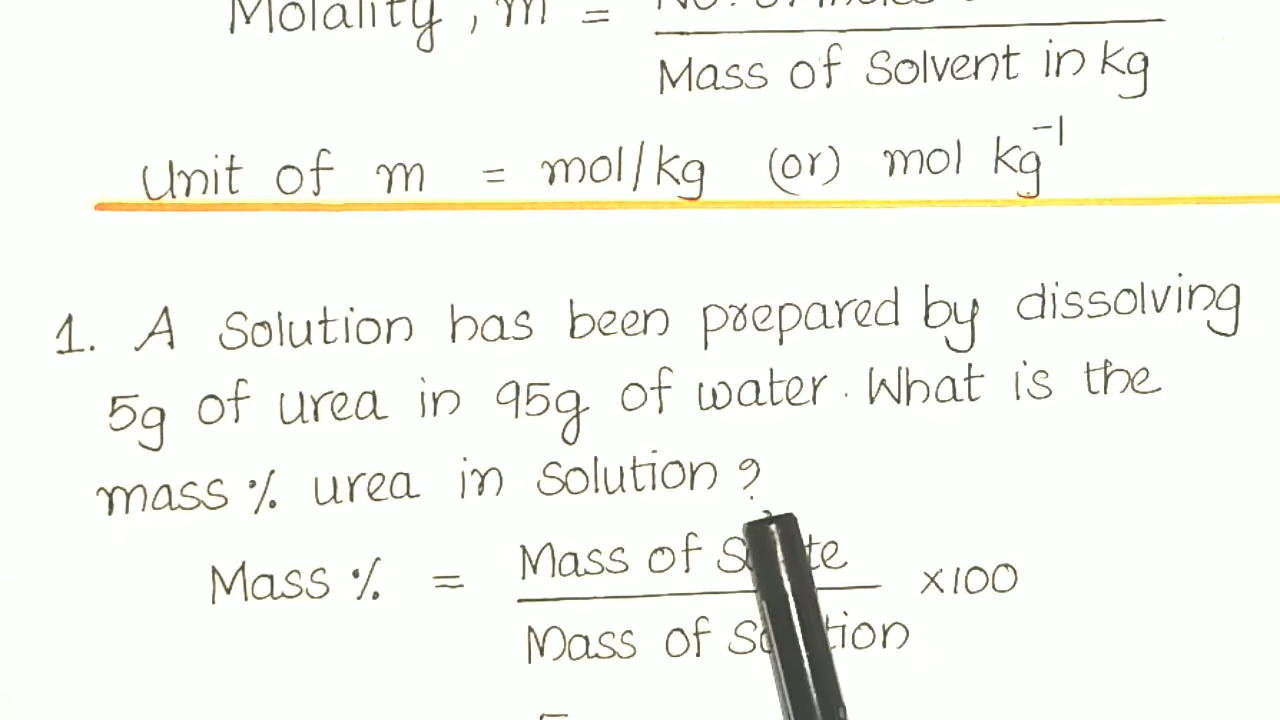 Molality, m =
Mass of Solvent in kg
Unit of m = mol/kg (or) mol kg⁻¹
1. A Solution has been prepared by dissolving
5g of urea in 95g of water. What is the
mass % urea in solution?
Mass % = Mass of ×100
Mass of